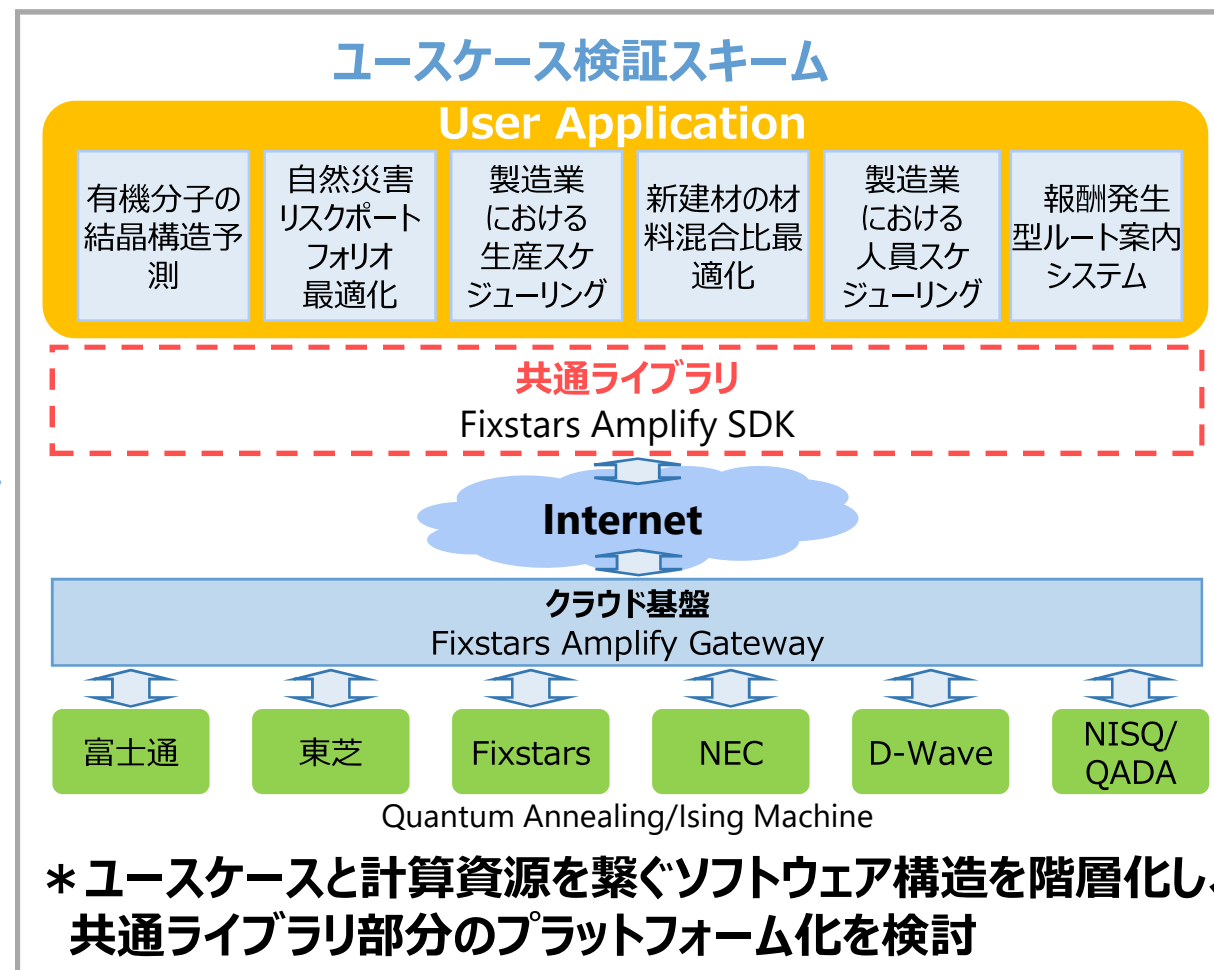 ユースケース検証スキーム
User Application
有機分子の
結晶構造予
測
自然災害
リスクポート
フォリオ
最適化
製造業
における
生産スケ
ジューリング
新建材の材
料混合比最
適化
製造業
における
人員スケ
ジューリング
報酬発生
型ルート案内
システム
共通ライブラリ
Fixstars Amplify SDK
Internet
クラウド基盤
Fixstars Amplify Gateway
富士通
東芝
Fixstars
NEC
D-Wave
NISQ/
QADA
Quantum Annealing/Ising Machine
＊ユースケースと計算資源を繋ぐソフトウェア構造を階層化し、
共通ライブラリ部分のプラットフォーム化を検討